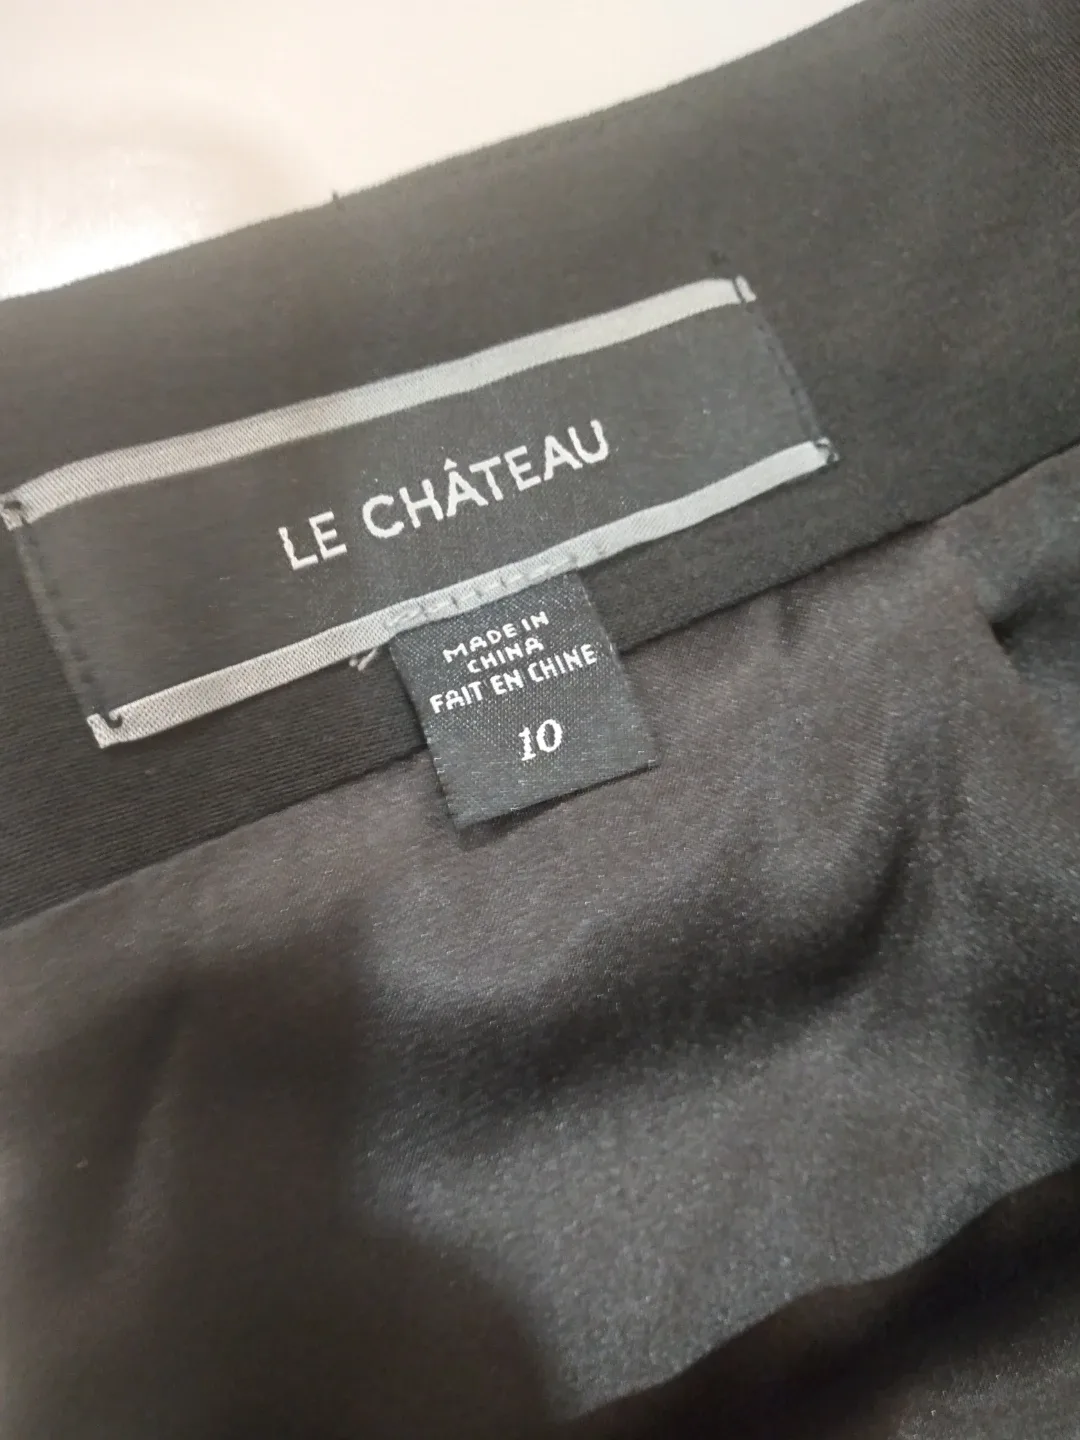 LE CHÂTEAU
MADE IN
CHINA
FAIT EN CHINE
10